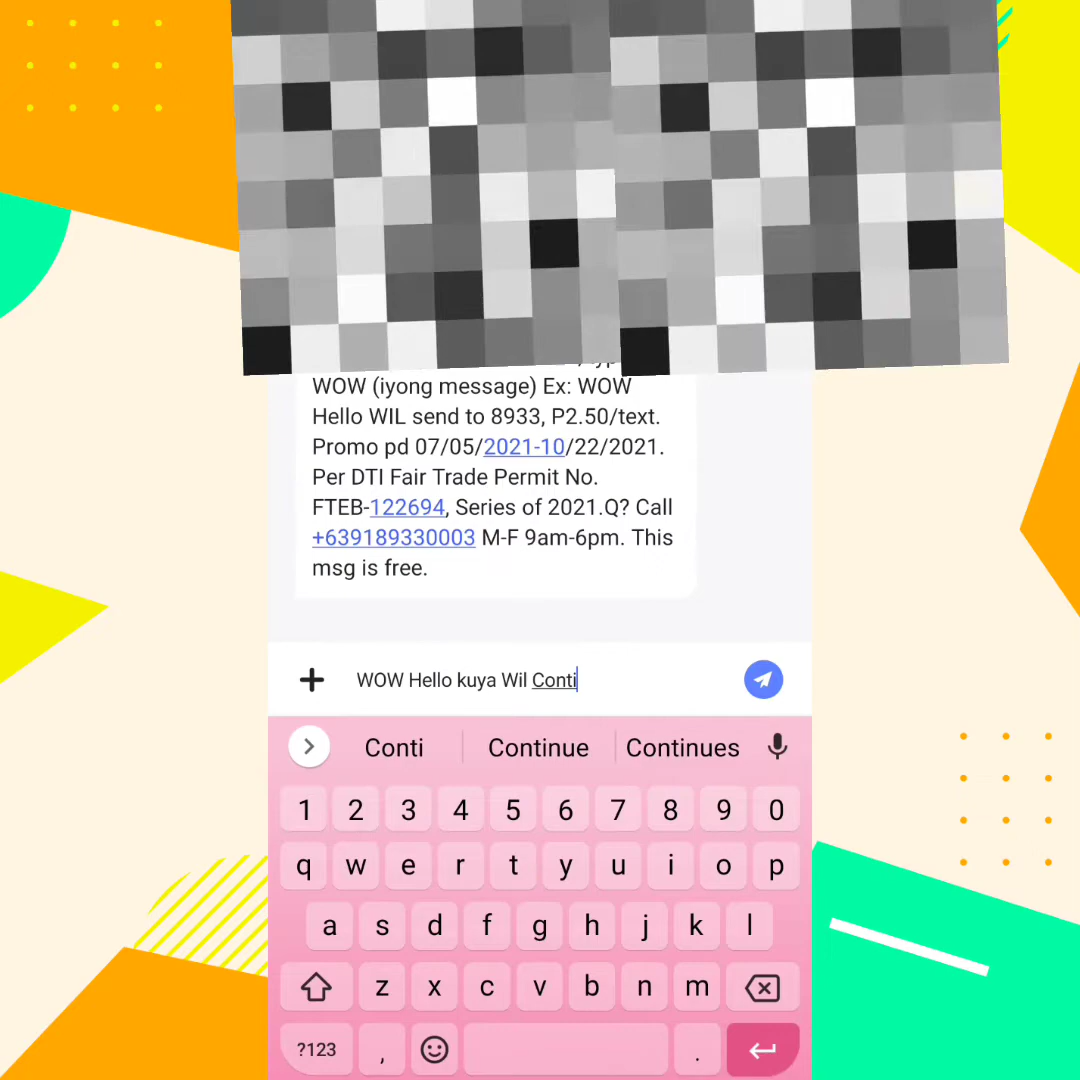 WOW (iyong message) Ex: WOW
Hello WIL send to 8933, P2.50/text.
Promo pd 07/05/2021-10/22/2021.
Per DTI Fair Trade Permit No.
FTEB-122694, Series of 2021.Q? Call
+639189330003 M-F 9am-6pm. This
msg is free.
WOW Hello kuya Wil Conti
Conti Continue Continues
1 2 3 4 5 6 7 8 9 0
q w e r t y u i o p
a s d f g h j k l
z x c v b n m
?123 , .